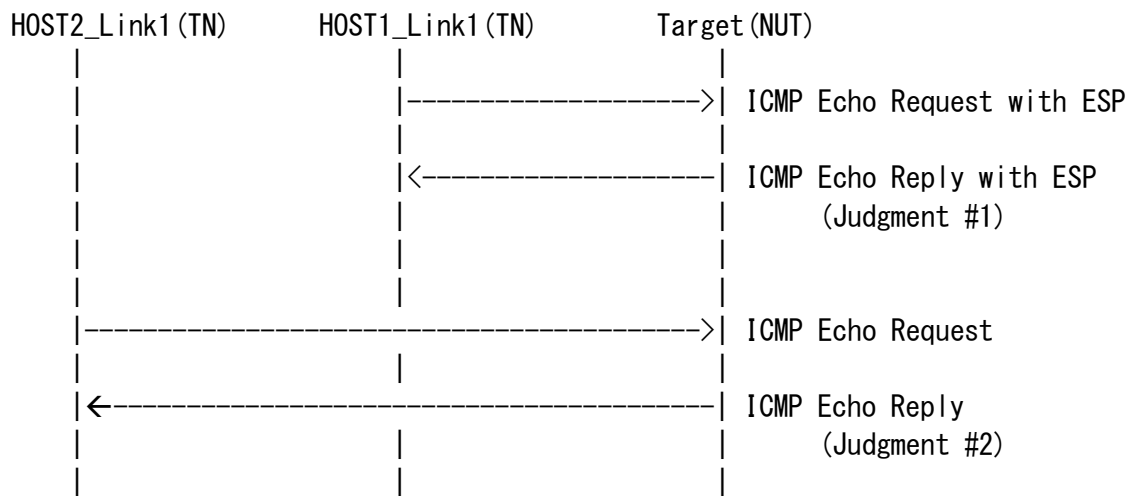 HOST2_Link1(TN) HOST1_Link1(TN) Target(NUT)
ICMP Echo Request with ESP
ICMP Echo Reply with ESP
(Judgment #1)
ICMP Echo Request
ICMP Echo Reply
(Judgment #2)